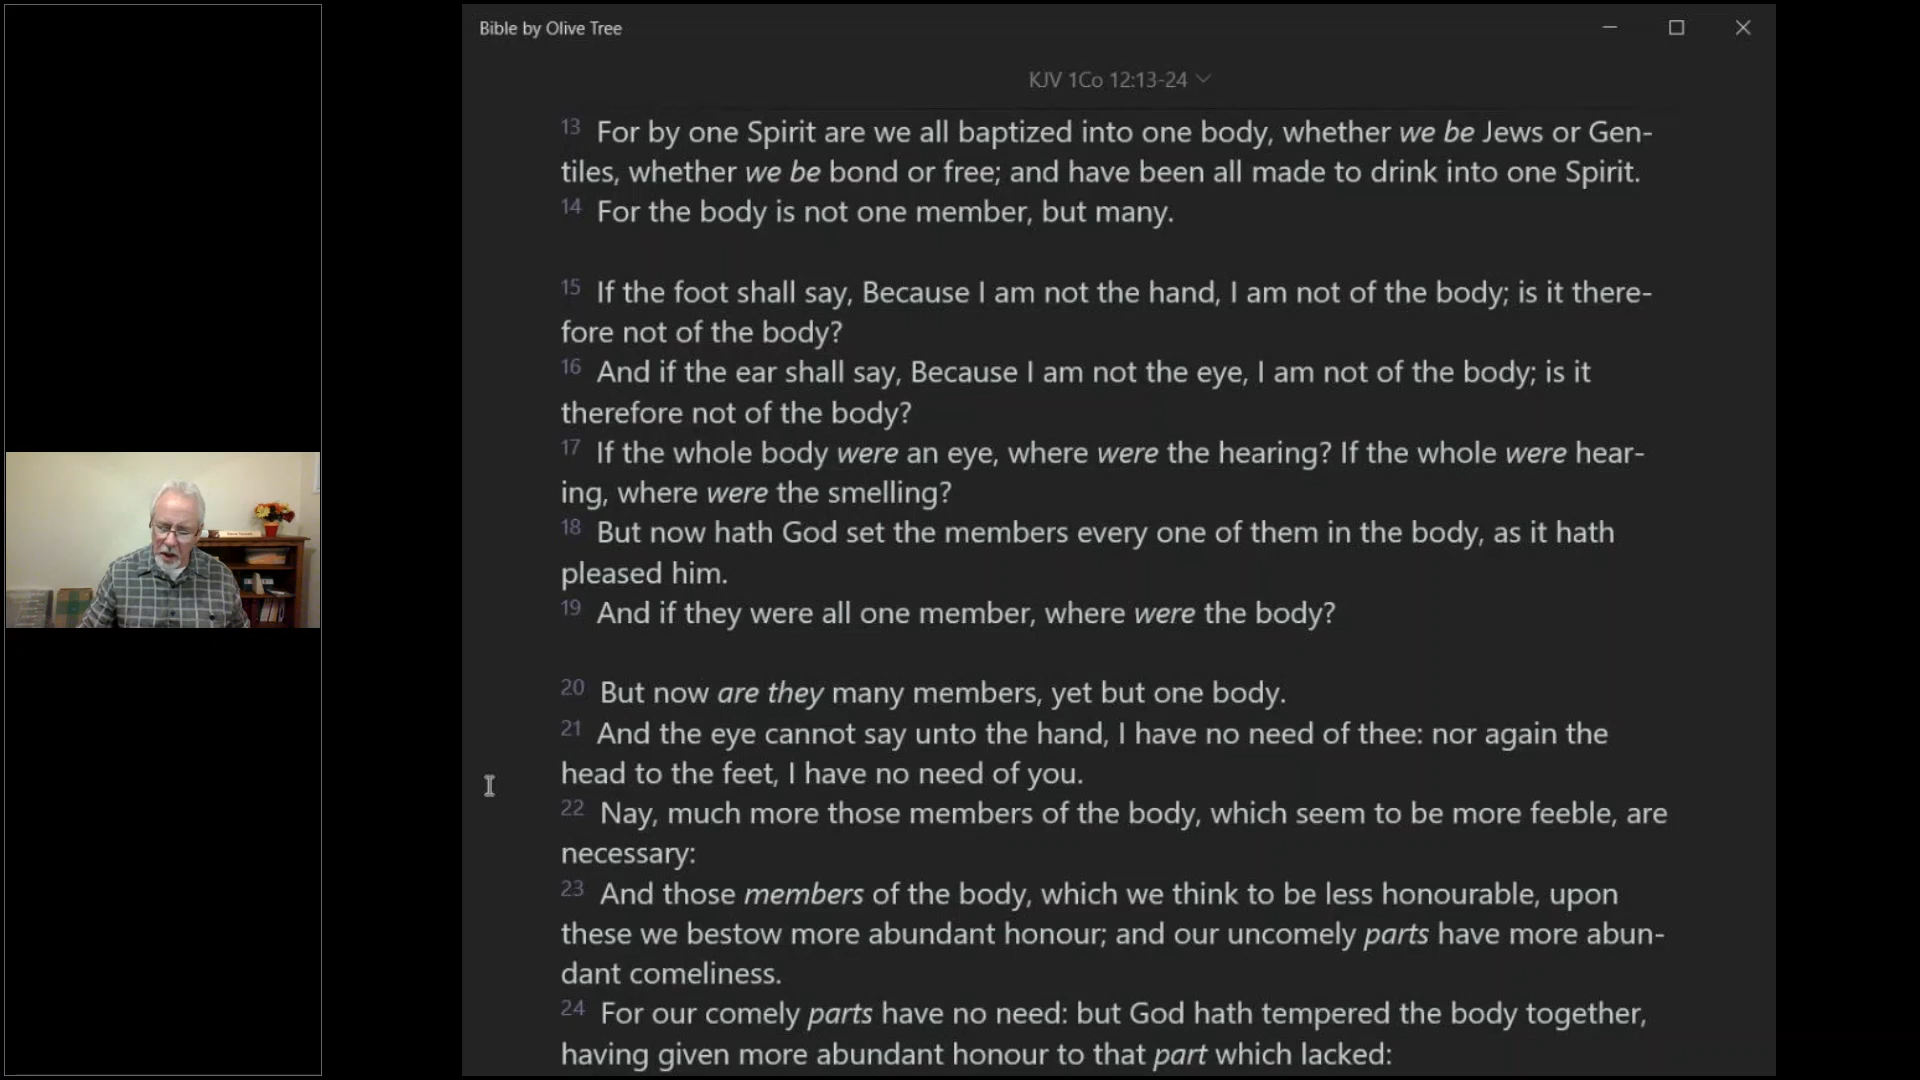 Bible by Olive Tree
KJV 1Co 12:13-24
13 For by one Spirit are we all baptized into one body, whether we be Jews or Gen-
tiles, whether we be bond or free; and have been all made to drink into one Spirit.
14 For the body is not one member, but many.
15 If the foot shall say, Because I am not the hand, I am not of the body; is it there-
fore not of the body?
16 And if the ear shall say, Because I am not the eye, I am not of the body; is it
therefore not of the body?
17 If the whole body were an eye, where were the hearing? If the whole were hear-
ing, where were the smelling?
18 But now hath God set the members every one of them in the body, as it hath
pleased him.
19 And if they were all one member, where were the body?
20 But now are they many members, yet but one body.
21 And the eye cannot say unto the hand, I have no need of thee: nor again the
head to the feet, I have no need of you.
22 Nay, much more those members of the body, which seem to be more feeble, are
necessary:
23 And those members of the body, which we think to be less honourable, upon
these we bestow more abundant honour; and our uncomely parts have more abun-
dant comeliness.
24 For our comely parts have no need: but God hath tempered the body together,
having given more abundant honour to that part which lacked: